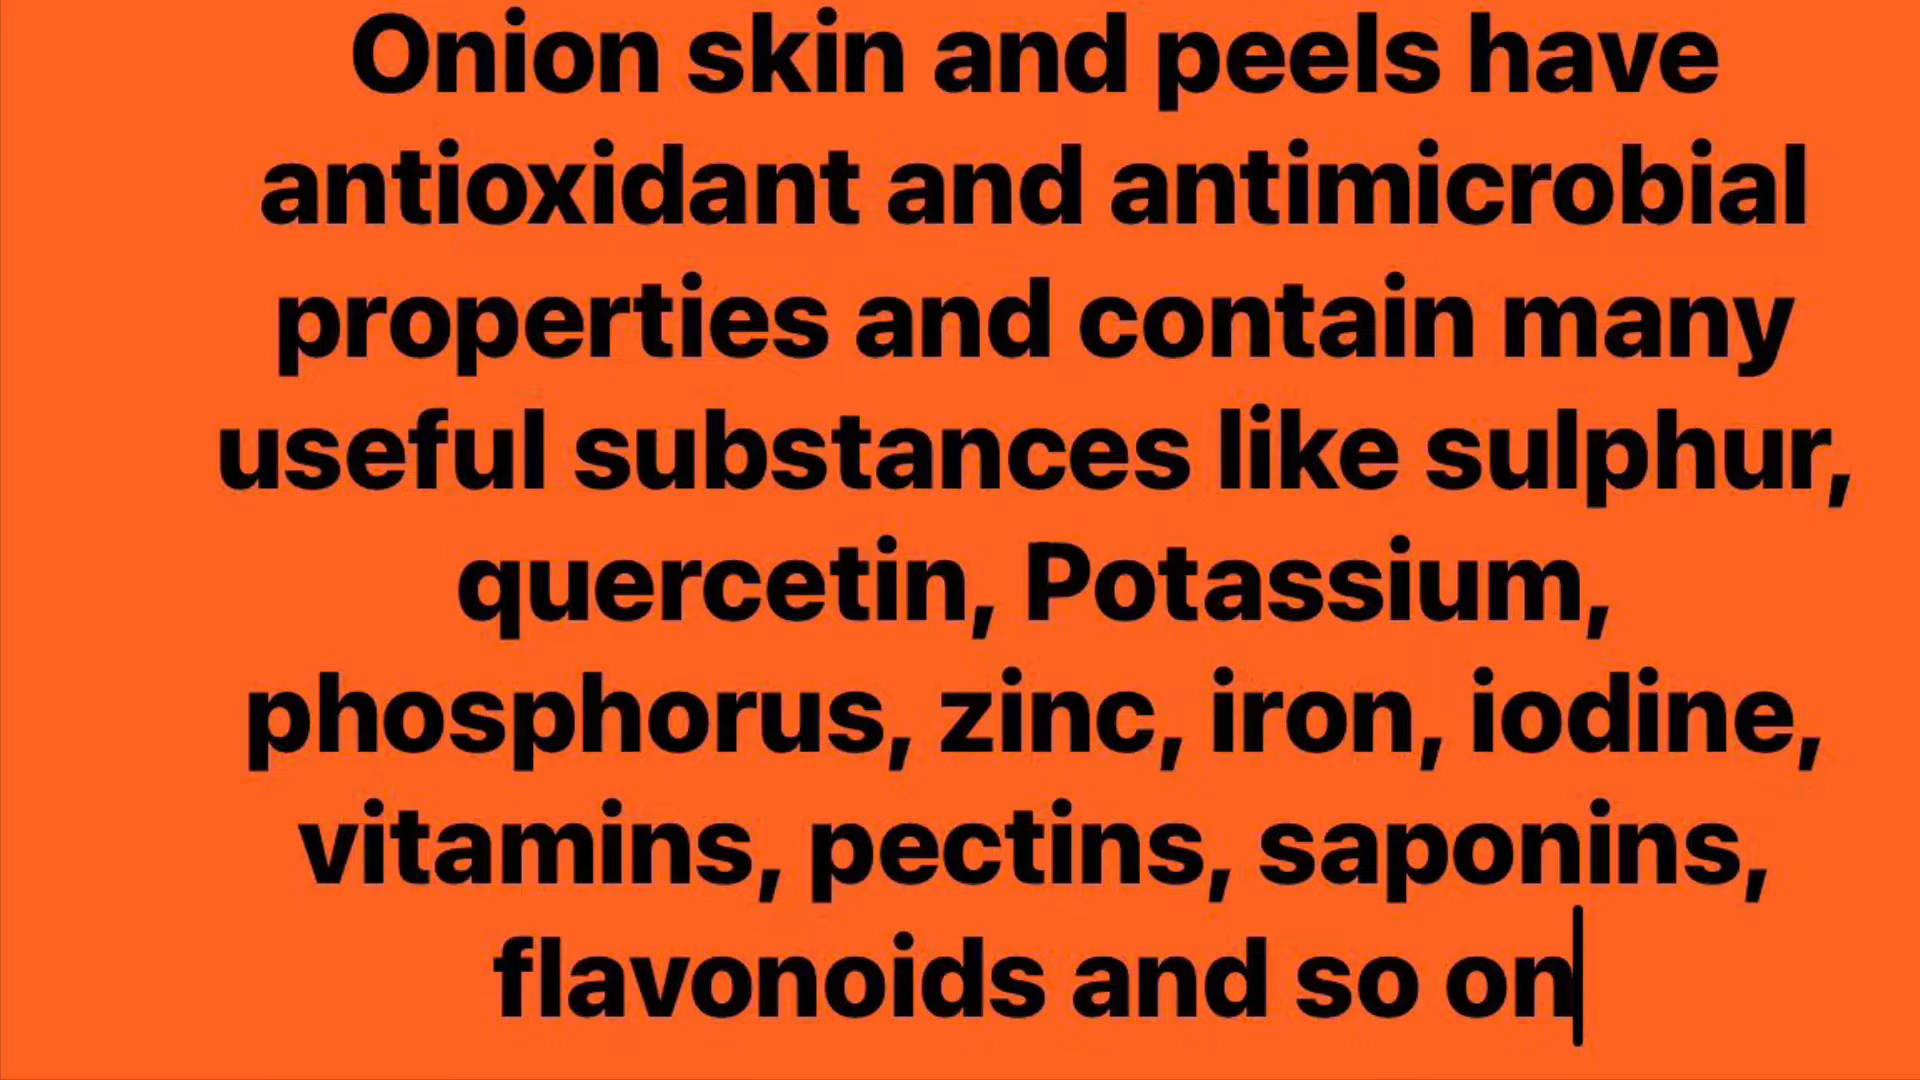 Onion skin and peels have
antioxidant and antimicrobial
properties and contain many
useful substances like sulphur,
quercetin, Potassium,
phosphorus, zinc, iron, iodine,
vitamins, pectins, saponins,
flavonoids and so on